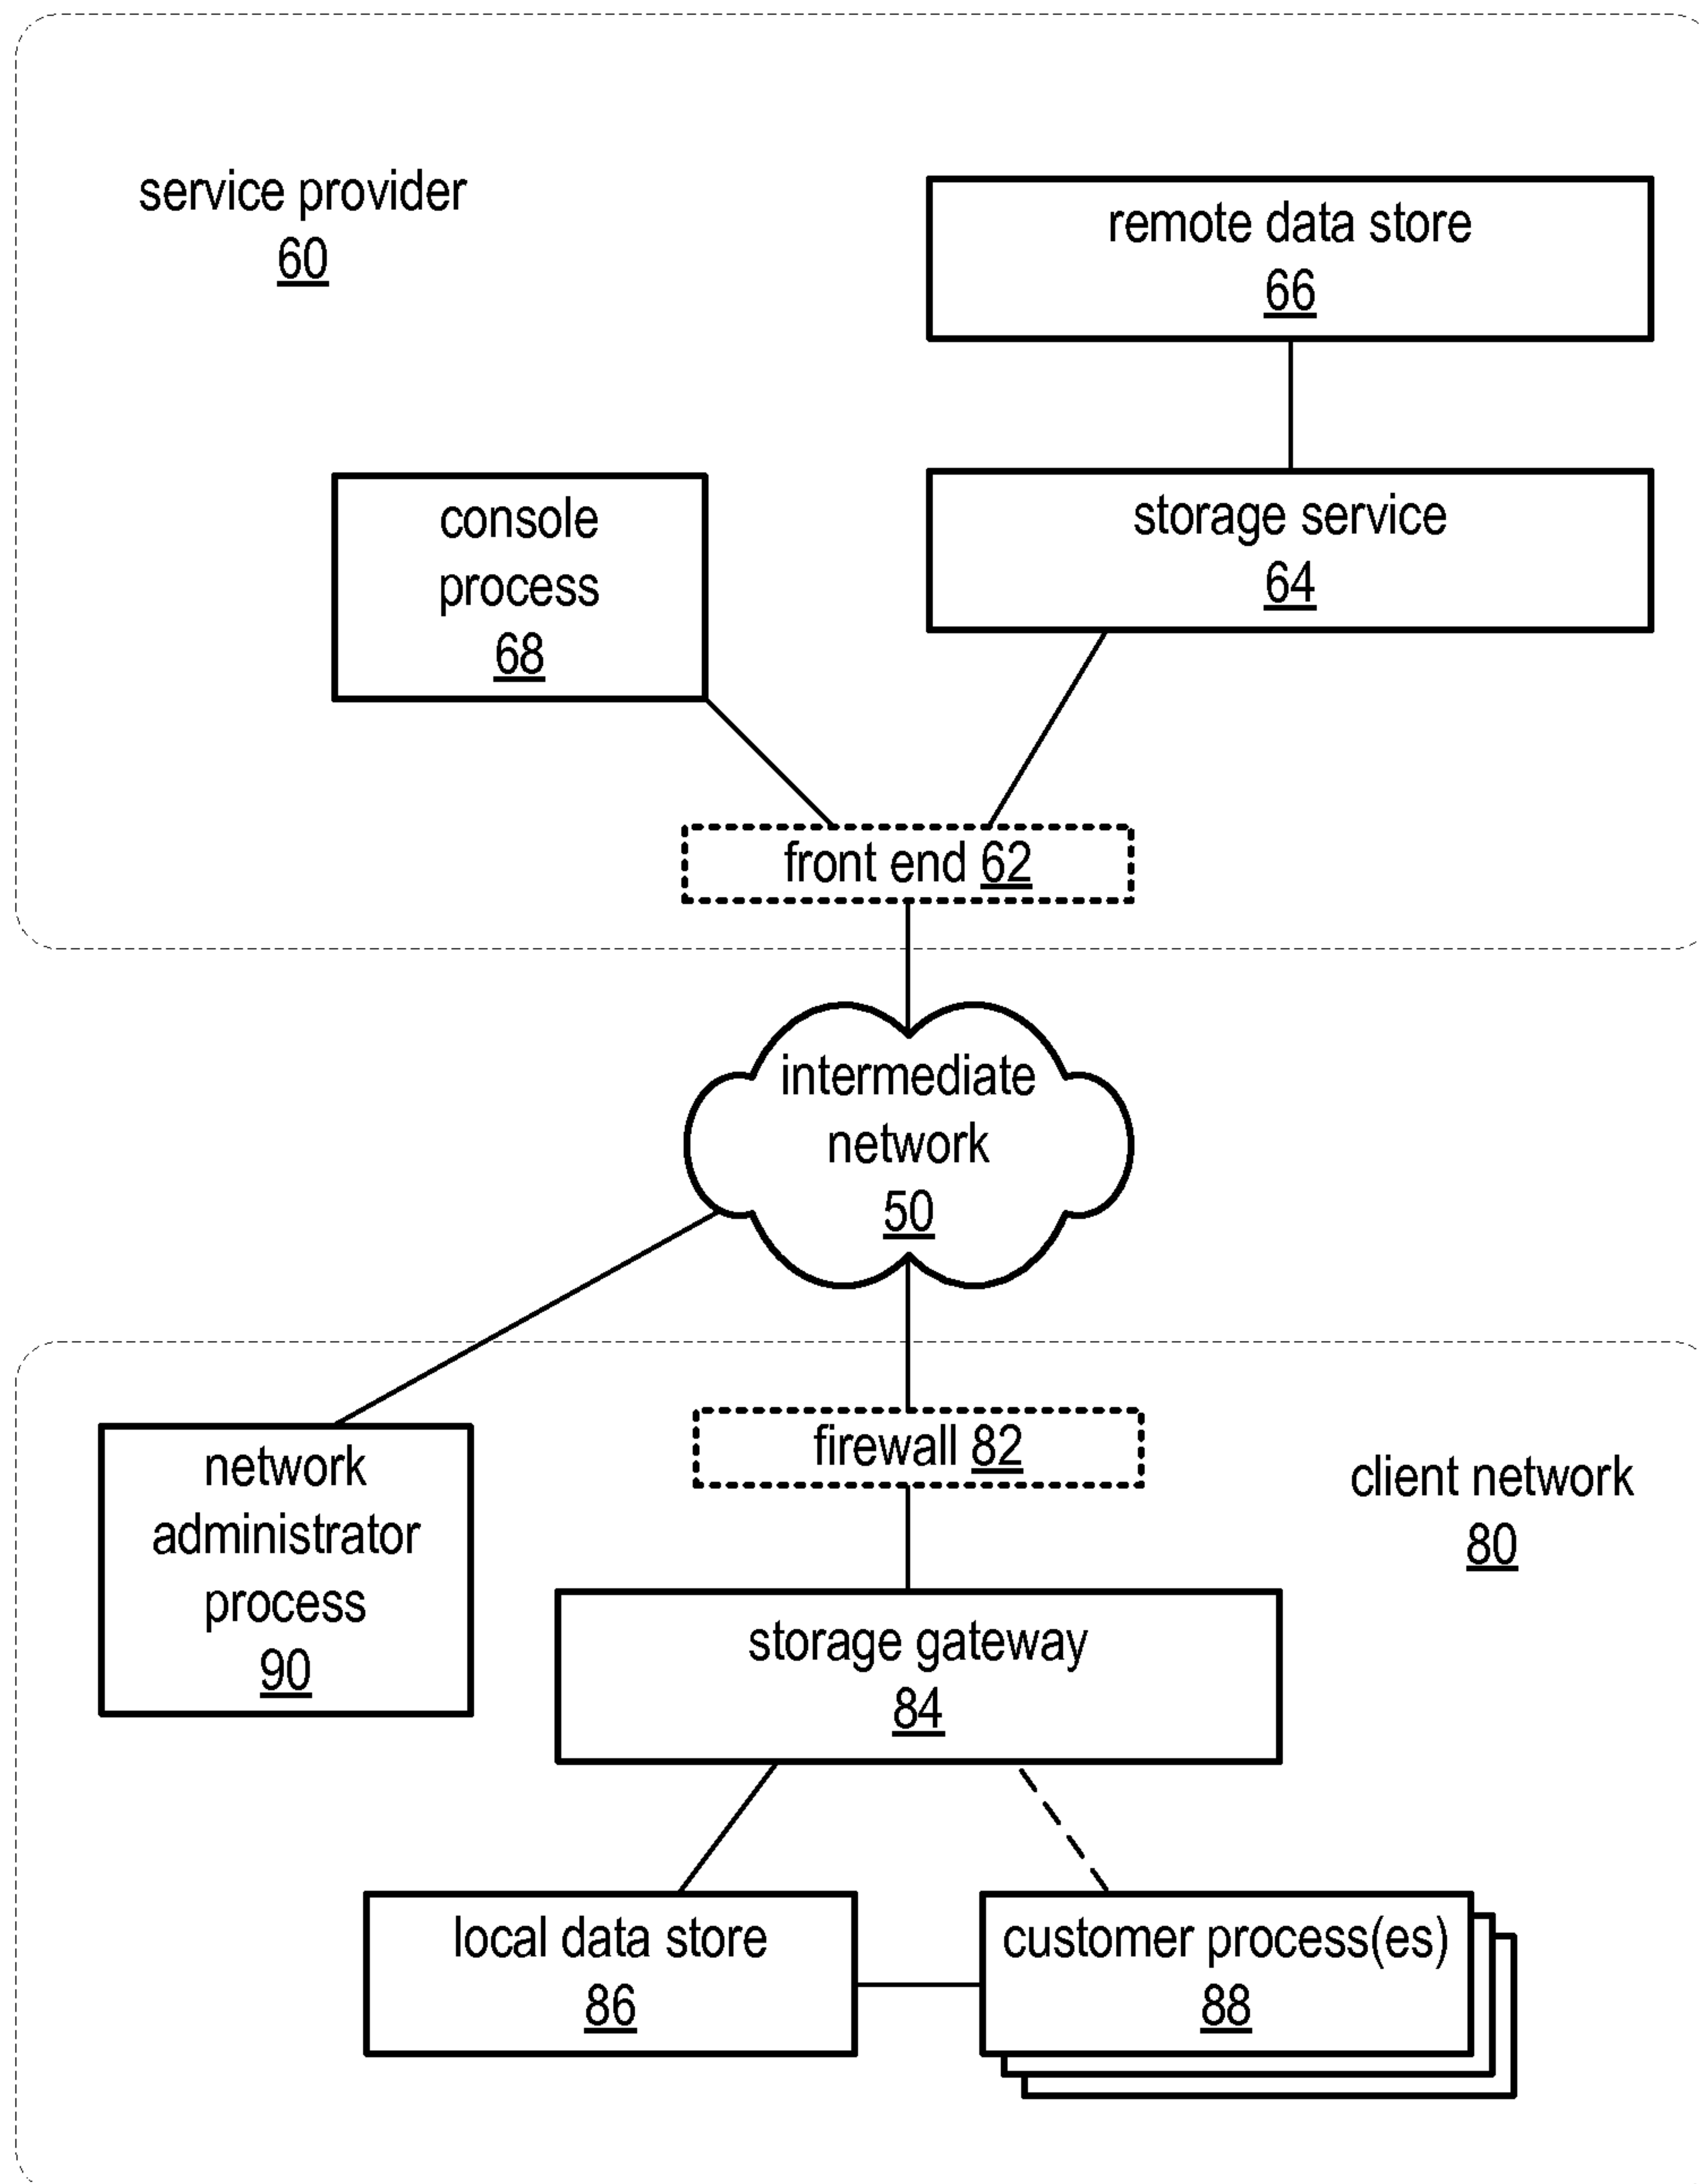 service provider
60
remote data store
66
console
process
68
storage service
64
front end 62
intermediate
network
50
network
administrator
process
90
firewall 82
client network
80
storage gateway
84
local data store
86
customer process(es)
88